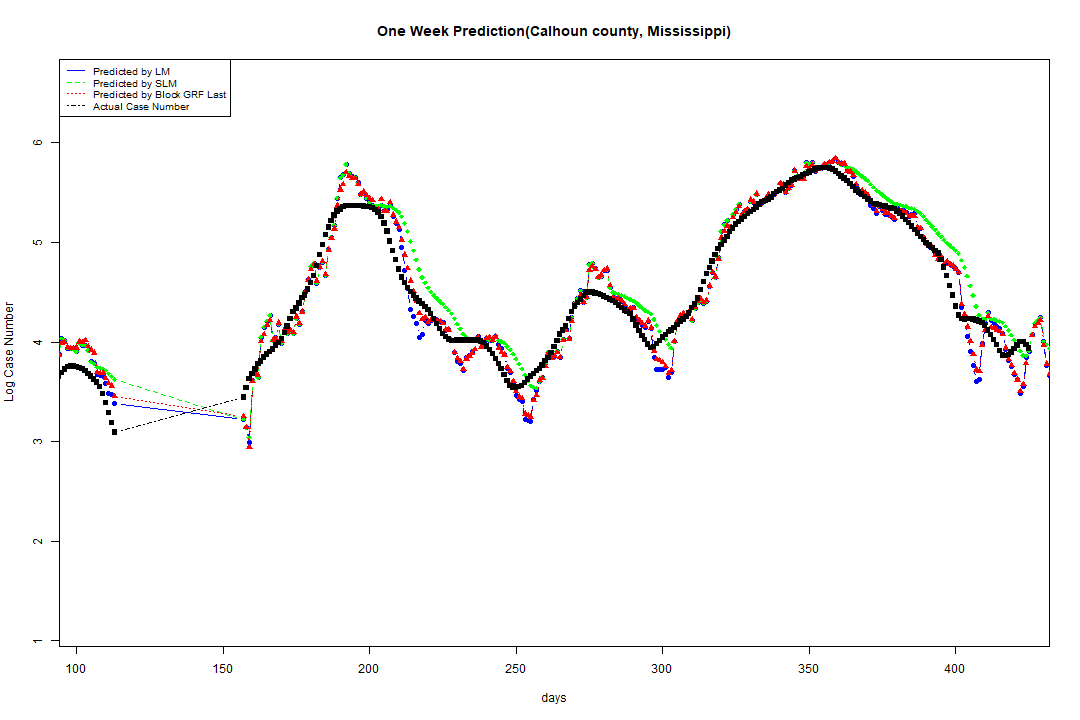 One Week Prediction(Calhoun county, Mississippi)
Predicted by LM
Predicted by SLM
Predicted by Block GRF Last
Actual Case Number
6
5
4
3
2
1
Log Case Number
100 150 200 250 300 350 400
days